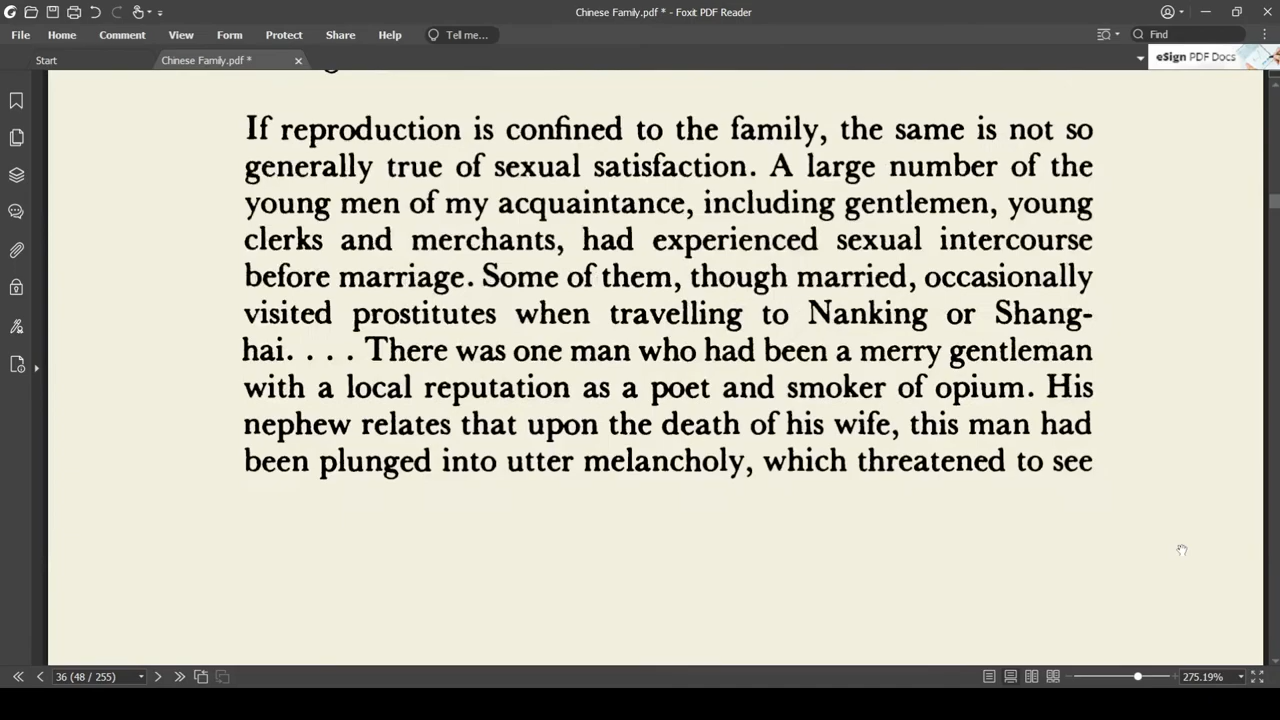 Chinese Family.pdf * - Foxit PDF Reader
File Home Comment View Form Protect Share Help Tell me... Find
Start Chinese Family.pdf * eSign PDF Docs
If reproduction is confined to the family, the same is not so
generally true of sexual satisfaction. A large number of the
young men of my acquaintance, including gentlemen, young
clerks and merchants, had experienced sexual intercourse
before marriage. Some of them, though married, occasionally
visited prostitutes when travelling to Nanking or Shang-
hai. . . . There was one man who had been a merry gentleman
with a local reputation as a poet and smoker of opium. His
nephew relates that upon the death of his wife, this man had
been plunged into utter melancholy, which threatened to see
36 (48 / 255) 275.19%